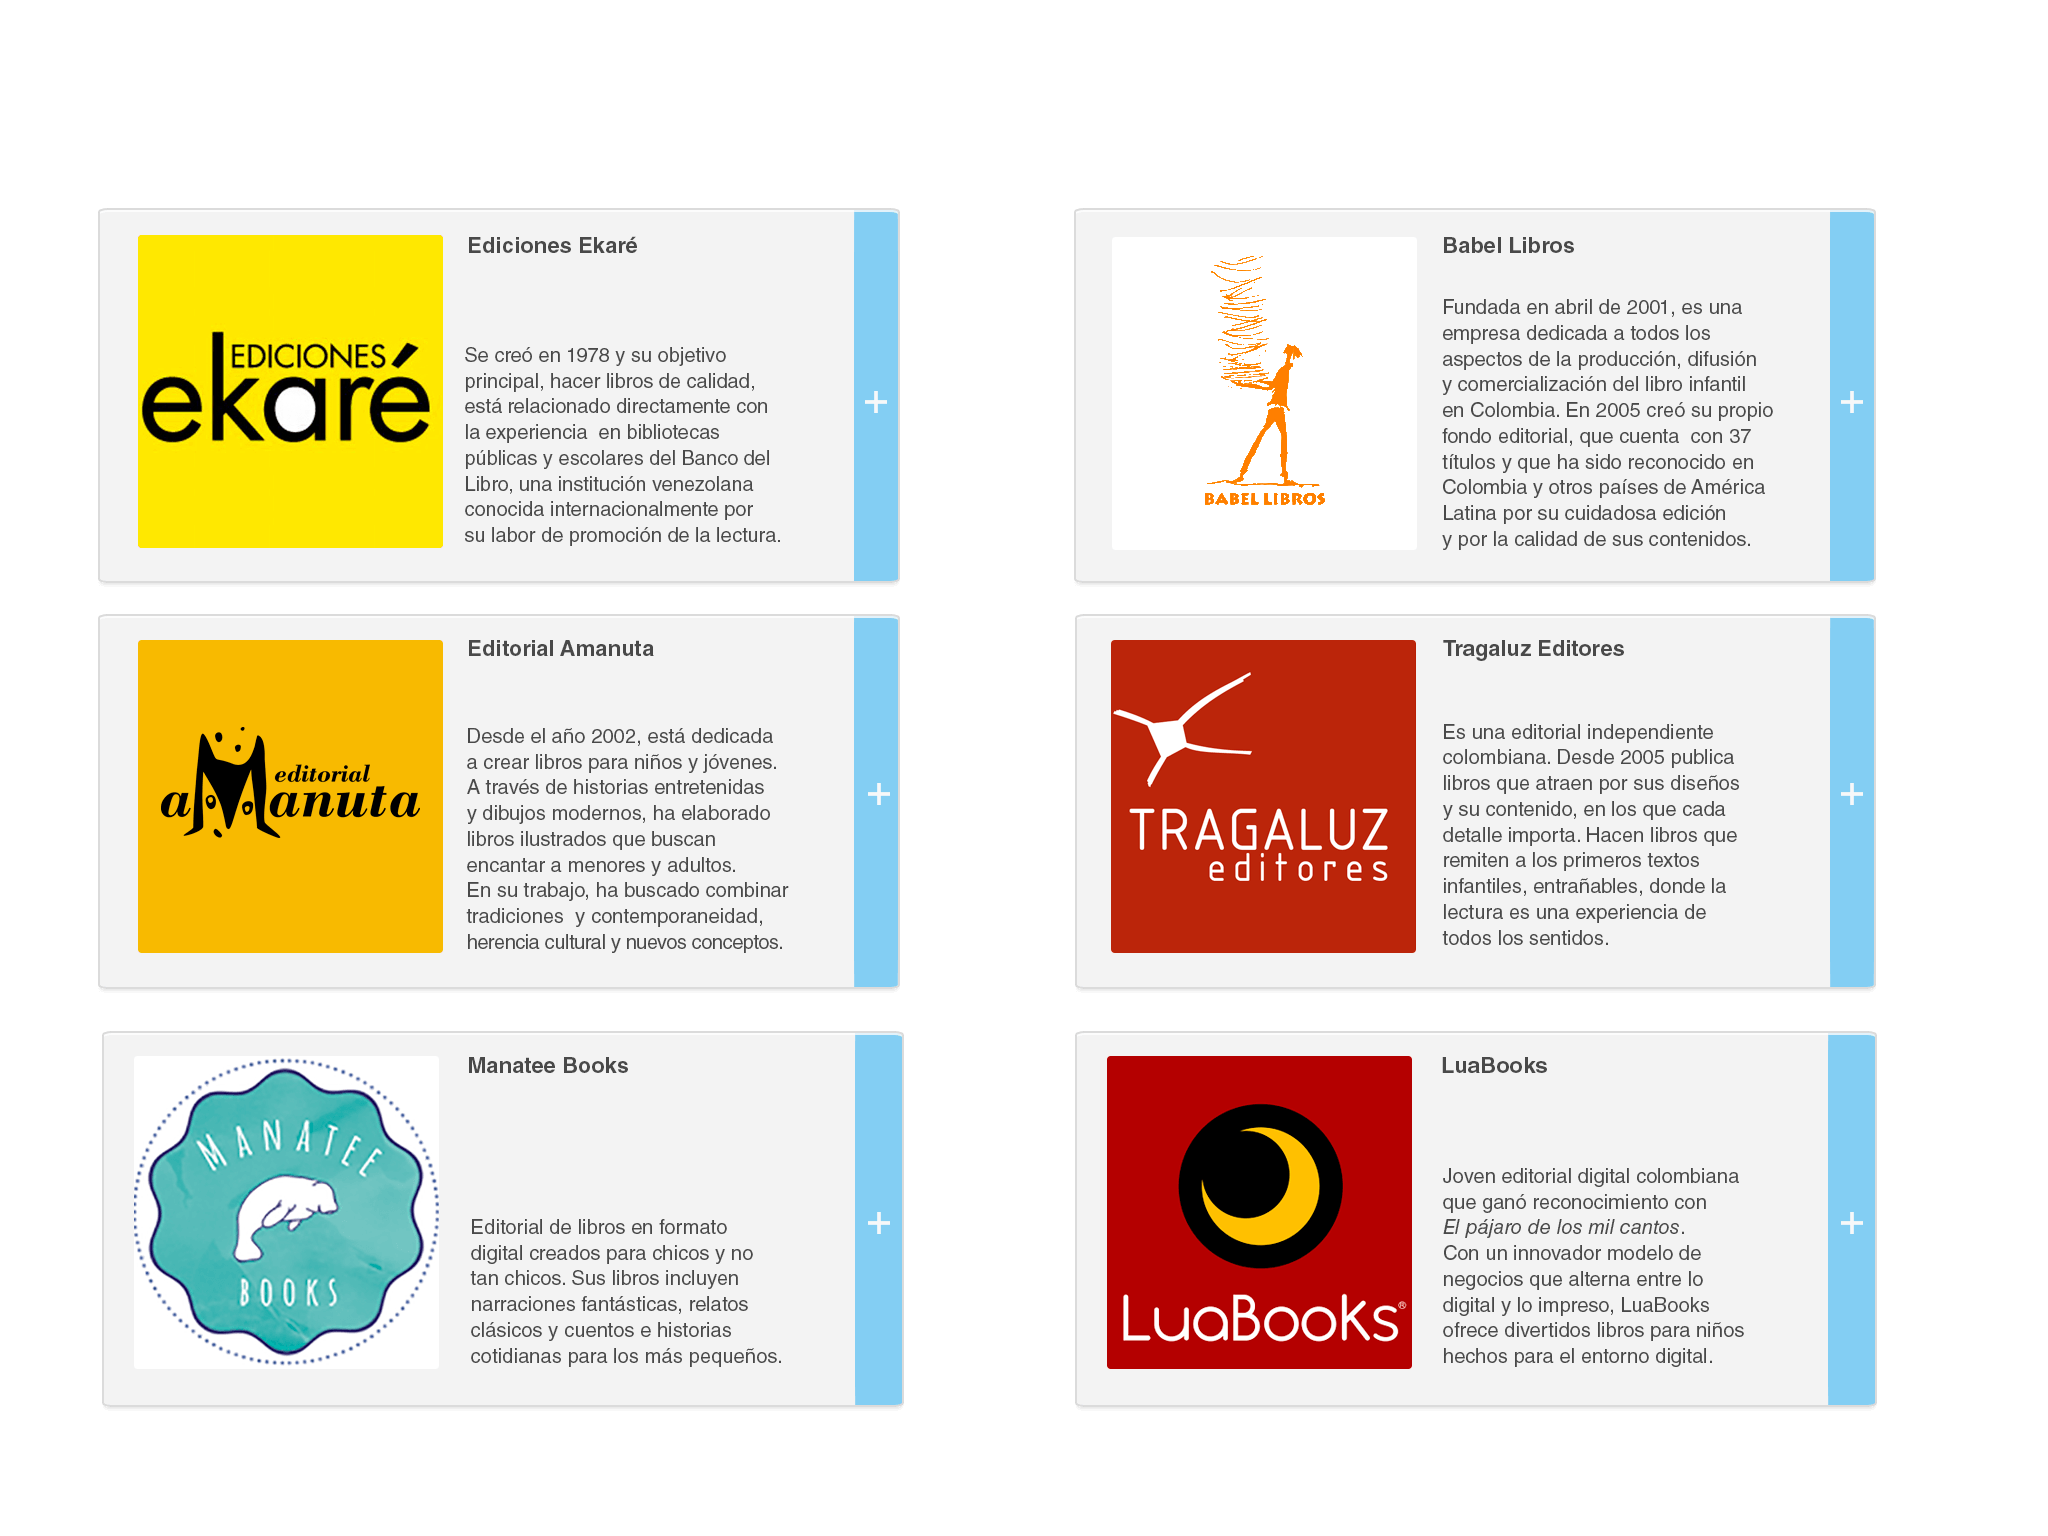 Ediciones Ekaré
EDICIONES
ekaré
Se creó en 1978 y su objetivo
principal, hacer libros de calidad,
está relacionado directamente con
la experiencia  en bibliotecas
públicas y escolares del Banco del
Libro, una institución venezolana
conocida internacionalmente por
su labor de promoción de la lectura.
+
Babel Libros
BABEL LIBROS
Fundada en abril de 2001, es una
empresa dedicada a todos los
aspectos de la producción, difusión
y comercialización del libro infantil
en Colombia. En 2005 creó su propio
fondo editorial, que cuenta  con 37
títulos y que ha sido reconocido en
Colombia y otros países de América
Latina por su cuidadosa edición
y por la calidad de sus contenidos.
+
Editorial Amanuta
editorial
aManuta
Desde el año 2002, está dedicada
a crear libros para niños y jóvenes.
A través de historias entretenidas
y dibujos modernos, ha elaborado
libros ilustrados que buscan
encantar a menores y adultos.
En su trabajo, ha buscado combinar
tradiciones  y contemporaneidad,
herencia cultural y nuevos conceptos.
+
Tragaluz Editores
TRAGALUZ
editores
Es una editorial independiente
colombiana. Desde 2005 publica
libros que atraen por sus diseños
y su contenido, en los que cada
detalle importa. Hacen libros que
remiten a los primeros textos
infantiles, entrañables, donde la
lectura es una experiencia de
todos los sentidos.
+
Manatee Books
MANATEE
BOOKS
Editorial de libros en formato
digital creados para chicos y no
tan chicos. Sus libros incluyen
narraciones fantásticas, relatos
clásicos y cuentos e historias
cotidianas para los más pequeños.
+
LuaBooks
LuaBooks®
Joven editorial digital colombiana
que ganó reconocimiento con
El pájaro de los mil cantos.
Con un innovador modelo de
negocios que alterna entre lo
digital y lo impreso, LuaBooks
ofrece divertidos libros para niños
hechos para el entorno digital.
+